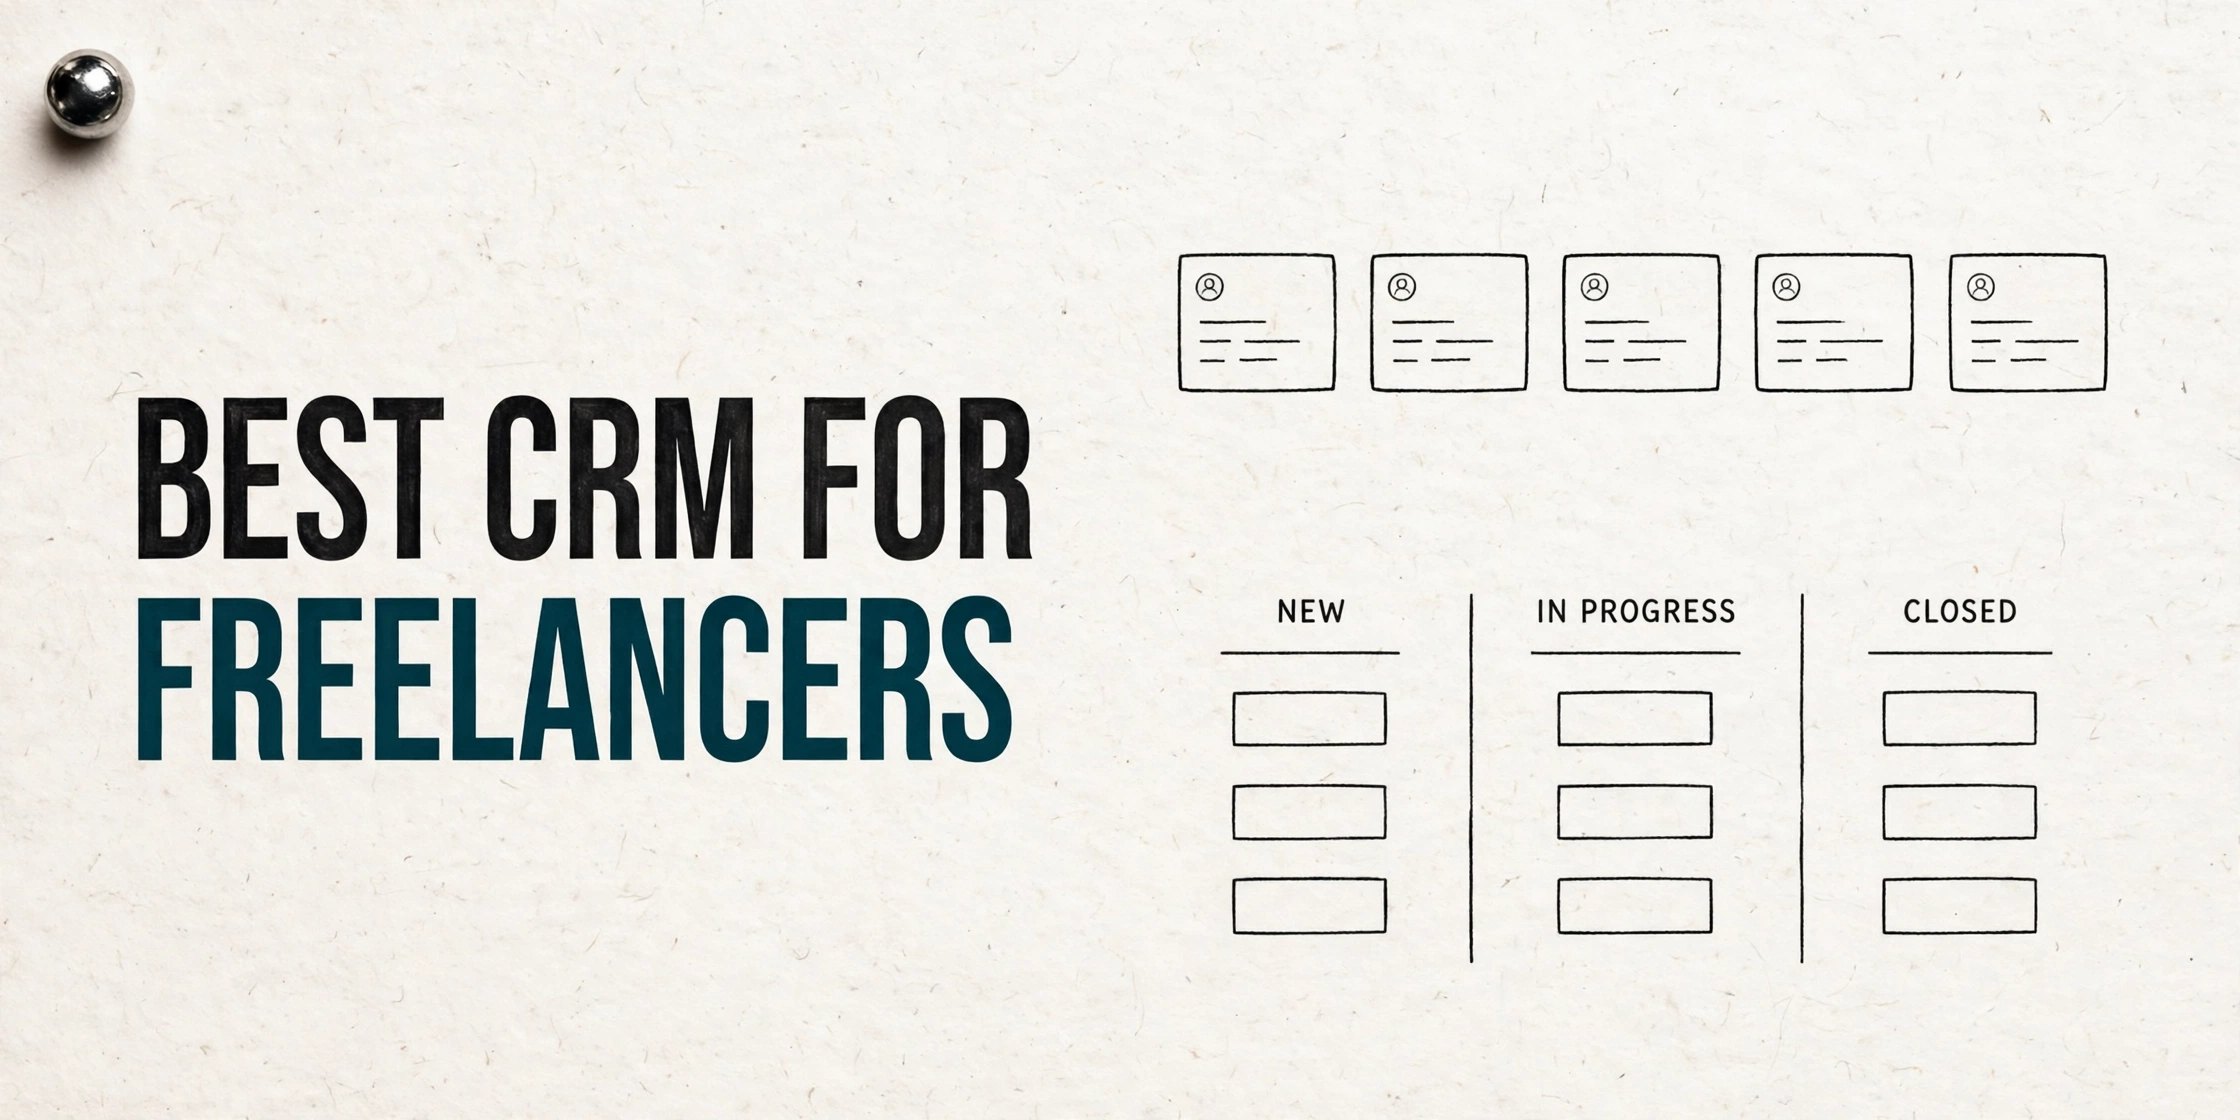 BEST CRM FOR
FREELANCERS
NEW
IN PROGRESS
CLOSED